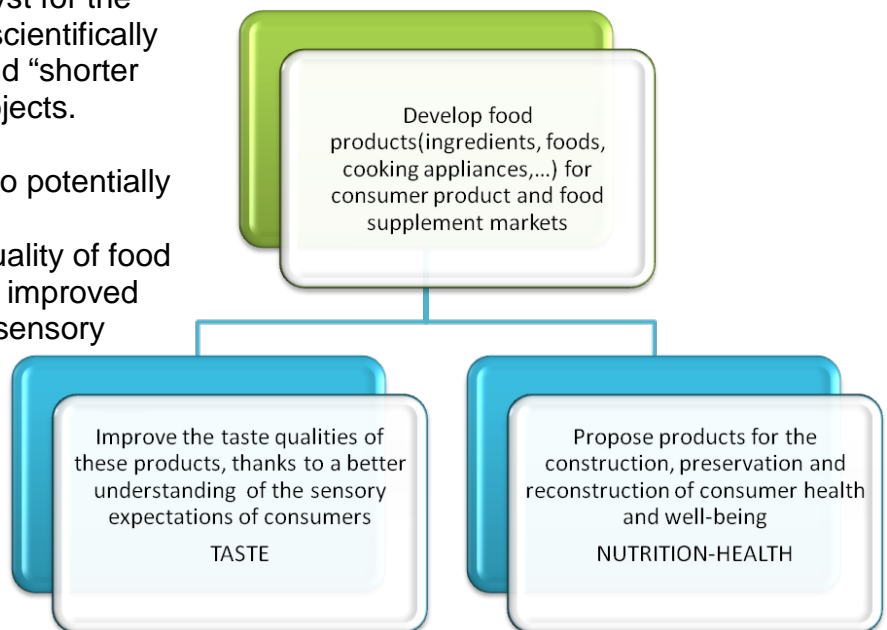 yst for the
scientifically
d “shorter
jects.
o potentially
uality of food
improved
sensory
Develop food
products(ingredients, foods,
cooking appliances,...) for
consumer product and food
supplement markets
Improve the taste qualities of
these products, thanks to a better
understanding of the sensory
expectations of consumers
TASTE
Propose products for the
construction, preservation and
reconstruction of consumer health
and well-being
NUTRITION-HEALTH